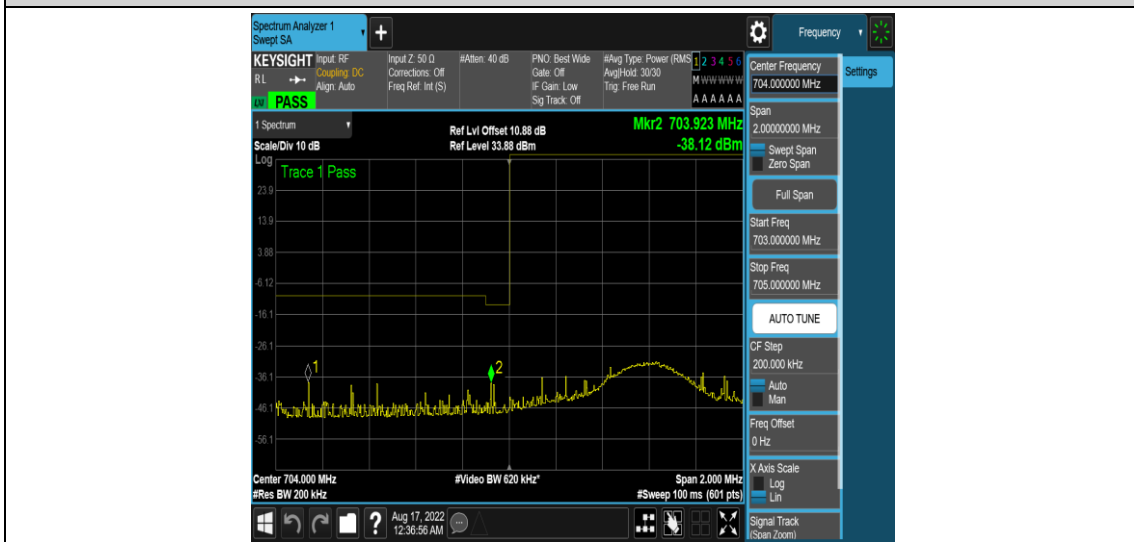 Spectrum Analyzer 1
Swept SA
+
Frequency
KEYSIGHT
R L
LXI
PASS
Input: RF
Coupling: DC
Align: Auto
Input Z: 50 Ω
Corrections: Off
Freq Ref: Int (S)
#Atten: 40 dB
PNO: Best Wide
Gate: Off
IF Gain: Low
Sig Track: Off
#Avg Type: Power (RMS
Avg|Hold: 30/30
Trig: Free Run
1 2 3 4 5 6
M W W W W W
A A A A A A
1 Spectrum
Scale/Div 10 dB
Ref Lvl Offset 10.88 dB
Ref Level 33.88 dBm
Mkr2 703.923 MHz
-38.12 dBm
Log
Trace 1 Pass
23.9
13.9
3.88
-6.12
-16.1
-26.1
-36.1
-46.1
-56.1
1
2
Center 704.000 MHz
#Res BW 200 kHz
#Video BW 620 kHz*
Span 2.000 MHz
#Sweep 100 ms (601 pts)
Center Frequency
704.000000 MHz
Settings
Span
2.00000000 MHz
Swept Span
Zero Span
Full Span
Start Freq
703.000000 MHz
Stop Freq
705.000000 MHz
AUTO TUNE
CF Step
200.000 kHz
Auto
Man
Freq Offset
0 Hz
X Axis Scale
Log
Lin
Signal Track
(Span Zoom)
?
Aug 17, 2022
12:36:56 AM